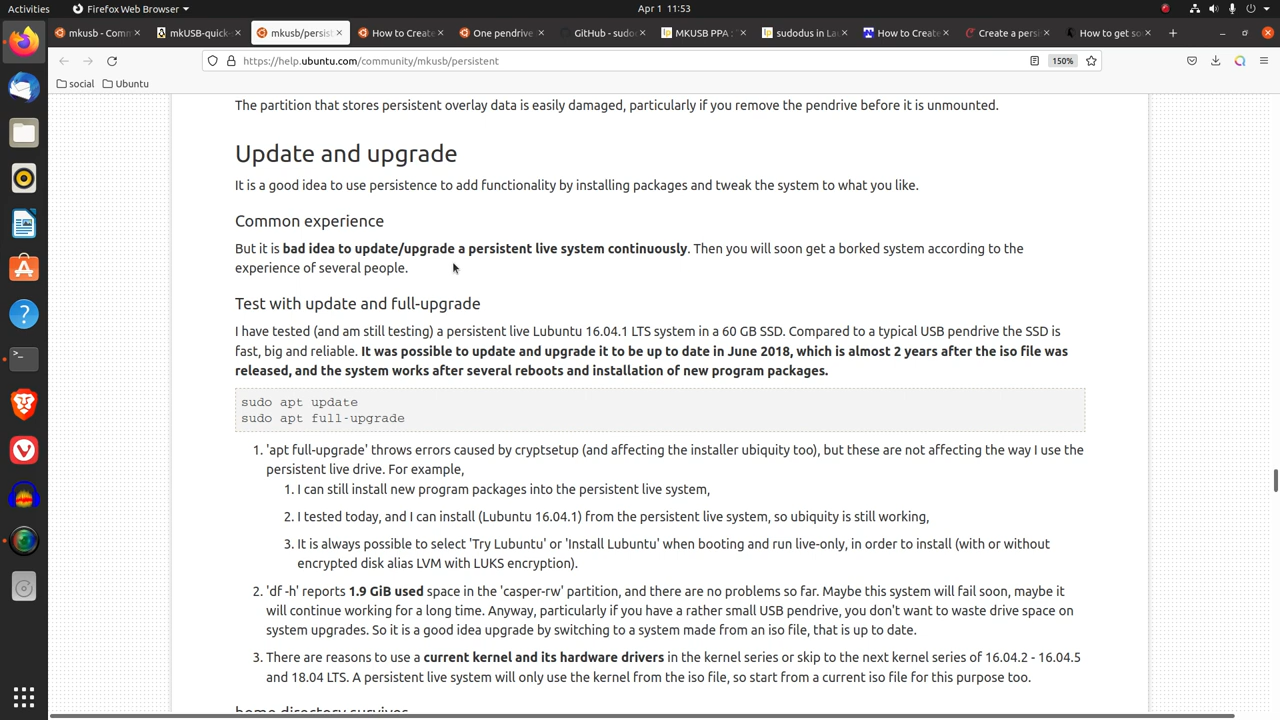 Activities
Firefox Web Browser
Apr 1 11:53
mkusb - Comm
mkUSB-quick-
mkusb/persist
How to Create
One pendrive
GitHub - sudo
MKUSB PPA :
sudodus in La
How to Create
Create a persi
How to get so
https://help.ubuntu.com/community/mkusb/persistent
150%
social
Ubuntu
The partition that stores persistent overlay data is easily damaged, particularly if you remove the pendrive before it is unmounted.
Update and upgrade
It is a good idea to use persistence to add functionality by installing packages and tweak the system to what you like.
Common experience
But it is bad idea to update/upgrade a persistent live system continuously. Then you will soon get a borked system according to the
experience of several people.
Test with update and full-upgrade
I have tested (and am still testing) a persistent live Lubuntu 16.04.1 LTS system in a 60 GB SSD. Compared to a typical USB pendrive the SSD is
fast, big and reliable. It was possible to update and upgrade it to be up to date in June 2018, which is almost 2 years after the iso file was
released, and the system works after several reboots and installation of new program packages.
sudo apt update
sudo apt full-upgrade
1. 'apt full-upgrade' throws errors caused by cryptsetup (and affecting the installer ubiquity too), but these are not affecting the way I use the
persistent live drive. For example,
1. I can still install new program packages into the persistent live system,
2. I tested today, and I can install (Lubuntu 16.04.1) from the persistent live system, so ubiquity is still working,
3. It is always possible to select 'Try Lubuntu' or 'Install Lubuntu' when booting and run live-only, in order to install (with or without
encrypted disk alias LVM with LUKS encryption).
2. 'df -h' reports 1.9 GiB used space in the 'casper-rw' partition, and there are no problems so far. Maybe this system will fail soon, maybe it
will continue working for a long time. Anyway, particularly if you have a rather small USB pendrive, you don't want to waste drive space on
system upgrades. So it is a good idea upgrade by switching to a system made from an iso file, that is up to date.
3. There are reasons to use a current kernel and its hardware drivers in the kernel series or skip to the next kernel series of 16.04.2 - 16.04.5
and 18.04 LTS. A persistent live system will only use the kernel from the iso file, so start from a current iso file for this purpose too.
home directory survives